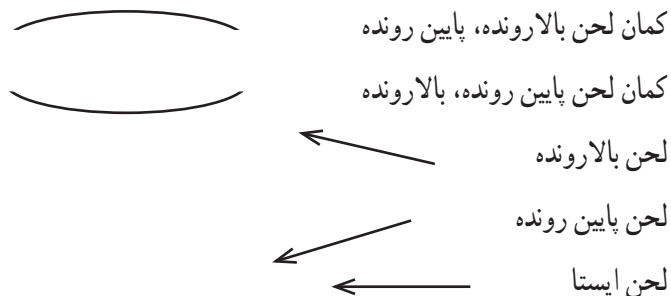 کمان لحن بالارونده، پایین رونده
کمان لحن پایین رونده، بالارونده
لحن بالارونده
لحن پایین رونده
لحن ایستا